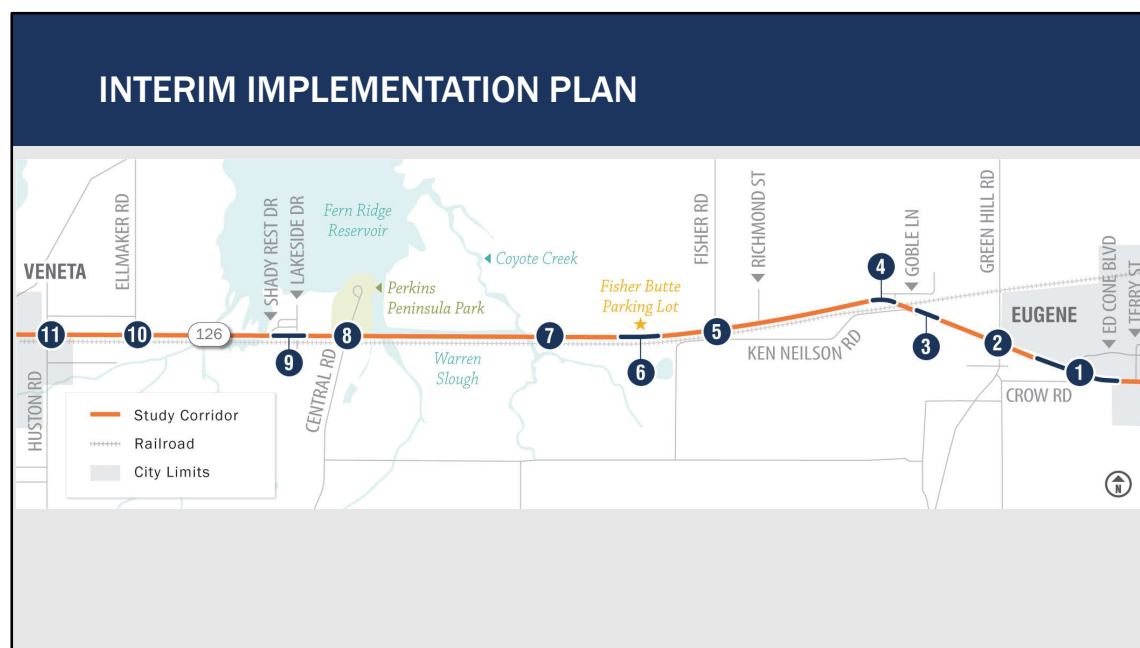 INTERIM IMPLEMENTATION PLAN
VENETA
ELLMAKER RD
SHADY REST DR
LAKESIDE DR
Fern Ridge
Reservoir
Coyote Creek
Perkins
Peninsula Park
Fisher Butte
Parking Lot
FISHER RD
RICHMOND ST
GOBLE LN
GREEN HILL RD
ED CONE BLVD
TERRY ST
EUGENE
11
10
126
9
8
7
6
5
4
3
2
1
HUSTON RD
CENTRAL RD
Warren
Slough
KEN NEILSON RD
CROW RD
Study Corridor
Railroad
City Limits
N